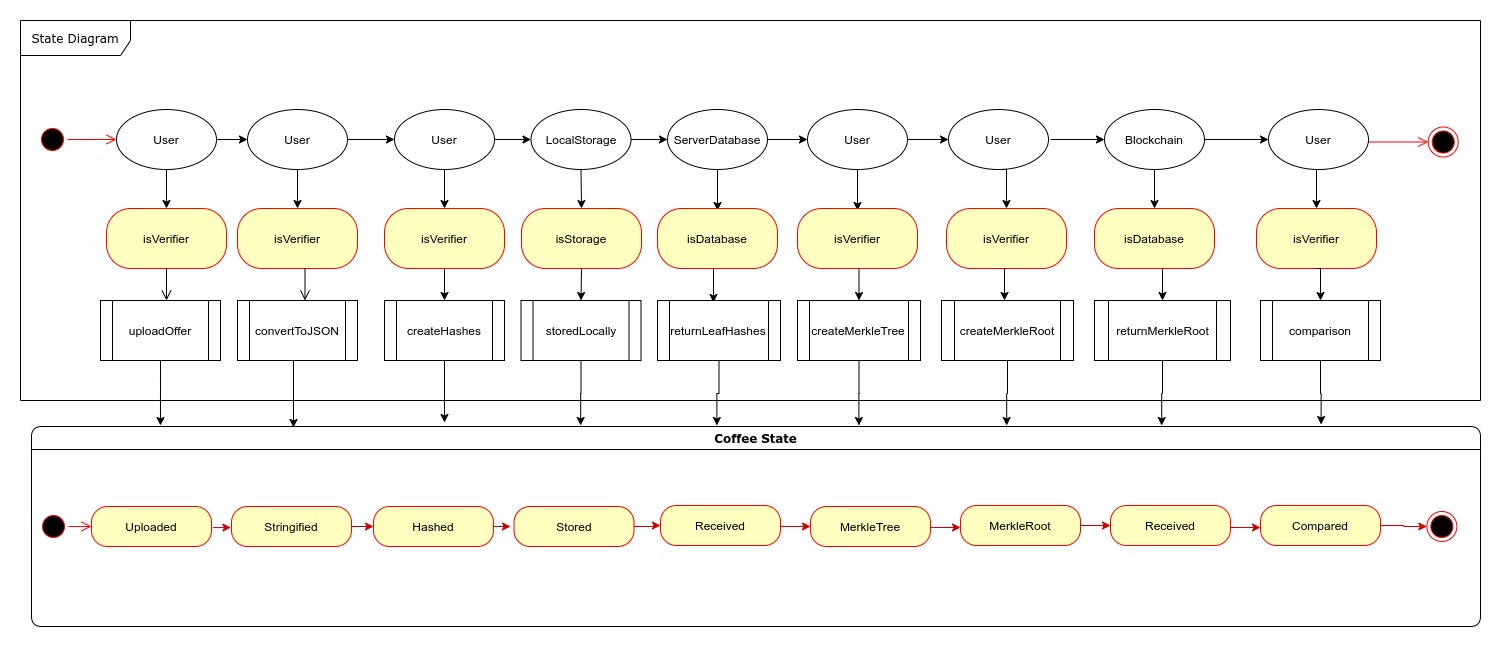 State Diagram
User
User
User
LocalStorage
ServerDatabase
User
User
Blockchain
User
isVerifier
isVerifier
isVerifier
isStorage
isDatabase
isVerifier
isVerifier
isDatabase
isVerifier
uploadOffer
convertToJSON
createHashes
storedLocally
returnLeafHashes
createMerkleTree
createMerkleRoot
returnMerkleRoot
comparison
Coffee State
Uploaded
Stringified
Hashed
Stored
Received
MerkleTree
MerkleRoot
Received
Compared